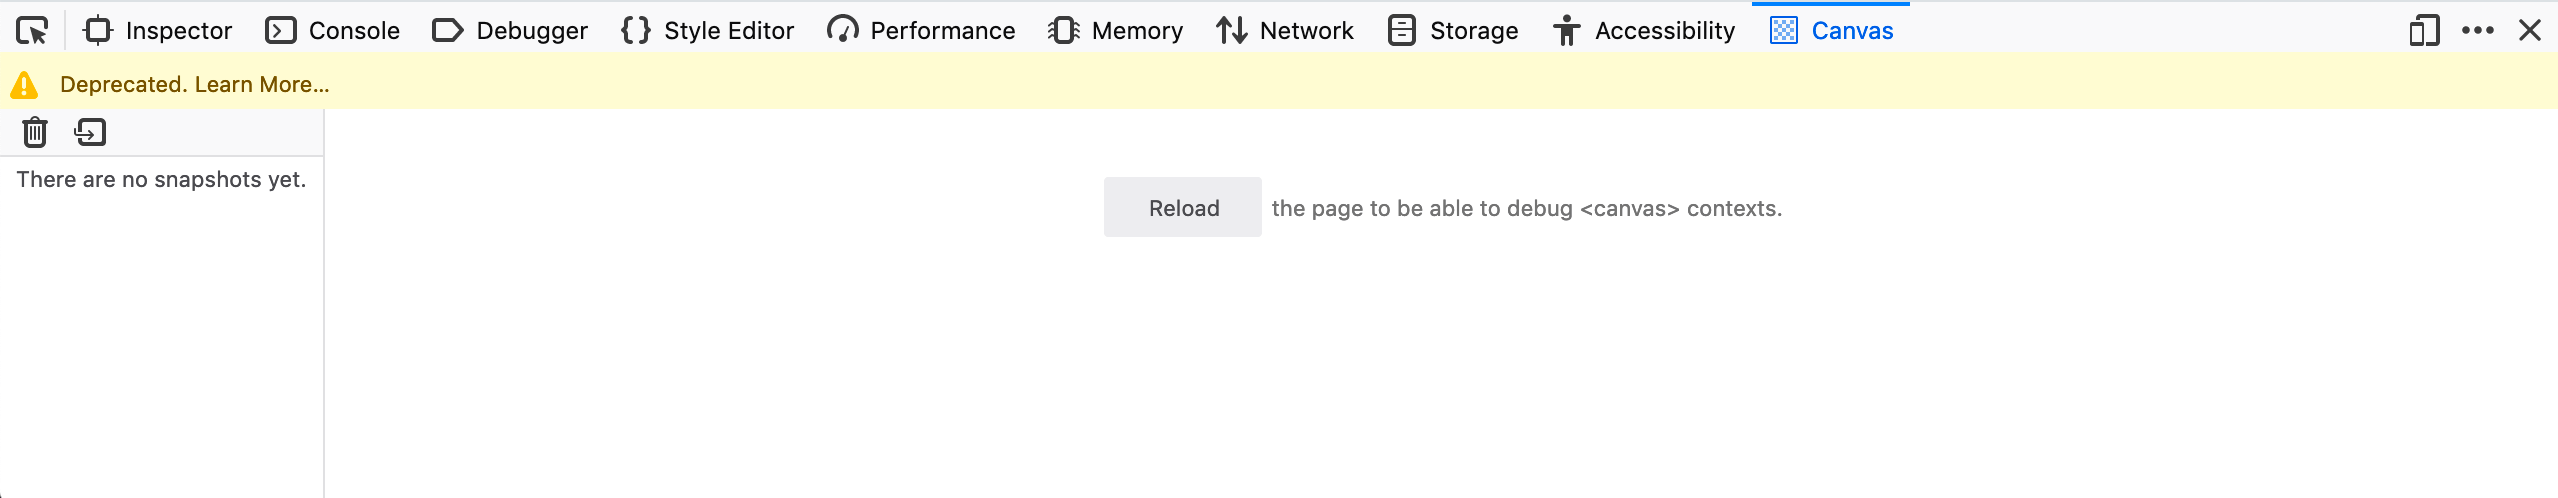 Inspector Console Debugger Style Editor Performance Memory Network Storage Accessibility Canvas
Deprecated. Learn More…
There are no snapshots yet.
Reload the page to be able to debug <canvas> contexts.